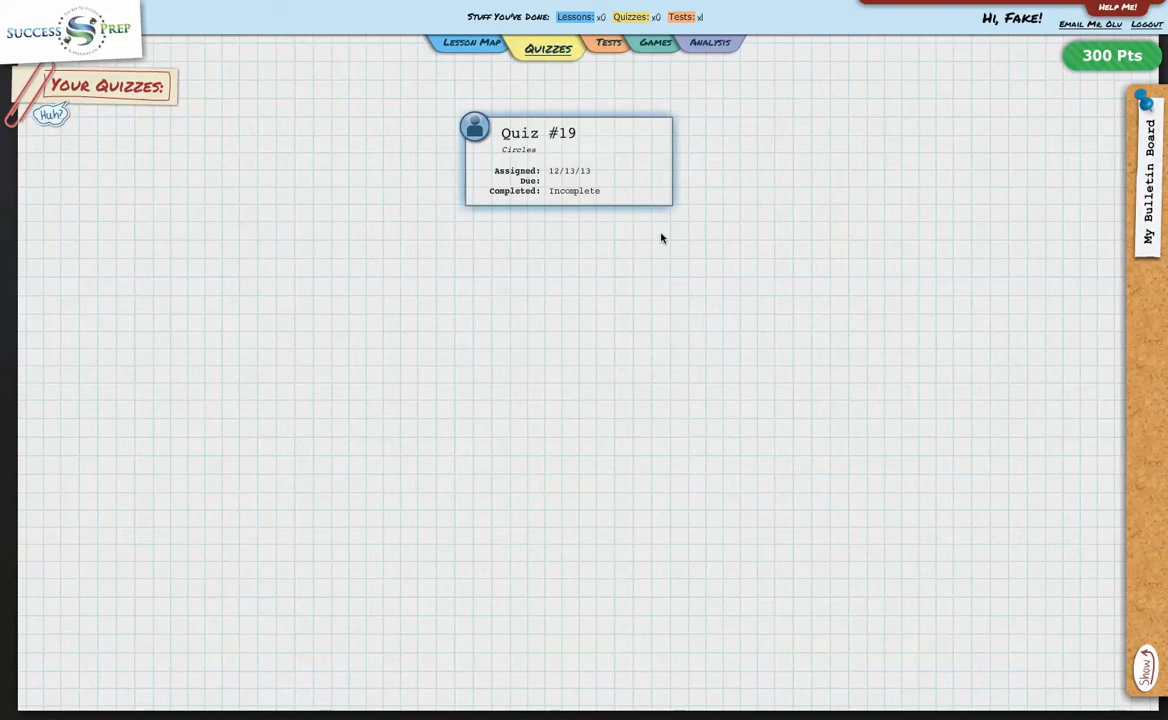 SUCCESS PREP
STUFF YOU'VE DONE: Lessons: x0 Quizzes: x0 Tests: x1
HI, FAKE!
HELP ME!
EMAIL MR. OLU LOGOUT
LESSON MAP QUIZZES TESTS GAMES ANALYSIS
300 Pts
YOUR QUIZZES:
Huh?
Quiz #19
Circles
Assigned: 12/13/13
Due:
Completed: Incomplete
My Bulletin Board
Show